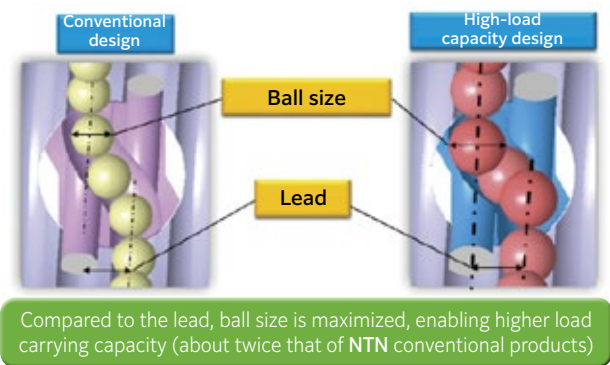 Conventional
design
High-load
capacity design
Ball size
Lead
Compared to the lead, ball size is maximized, enabling higher load
carrying capacity (about twice that of NTN conventional products)